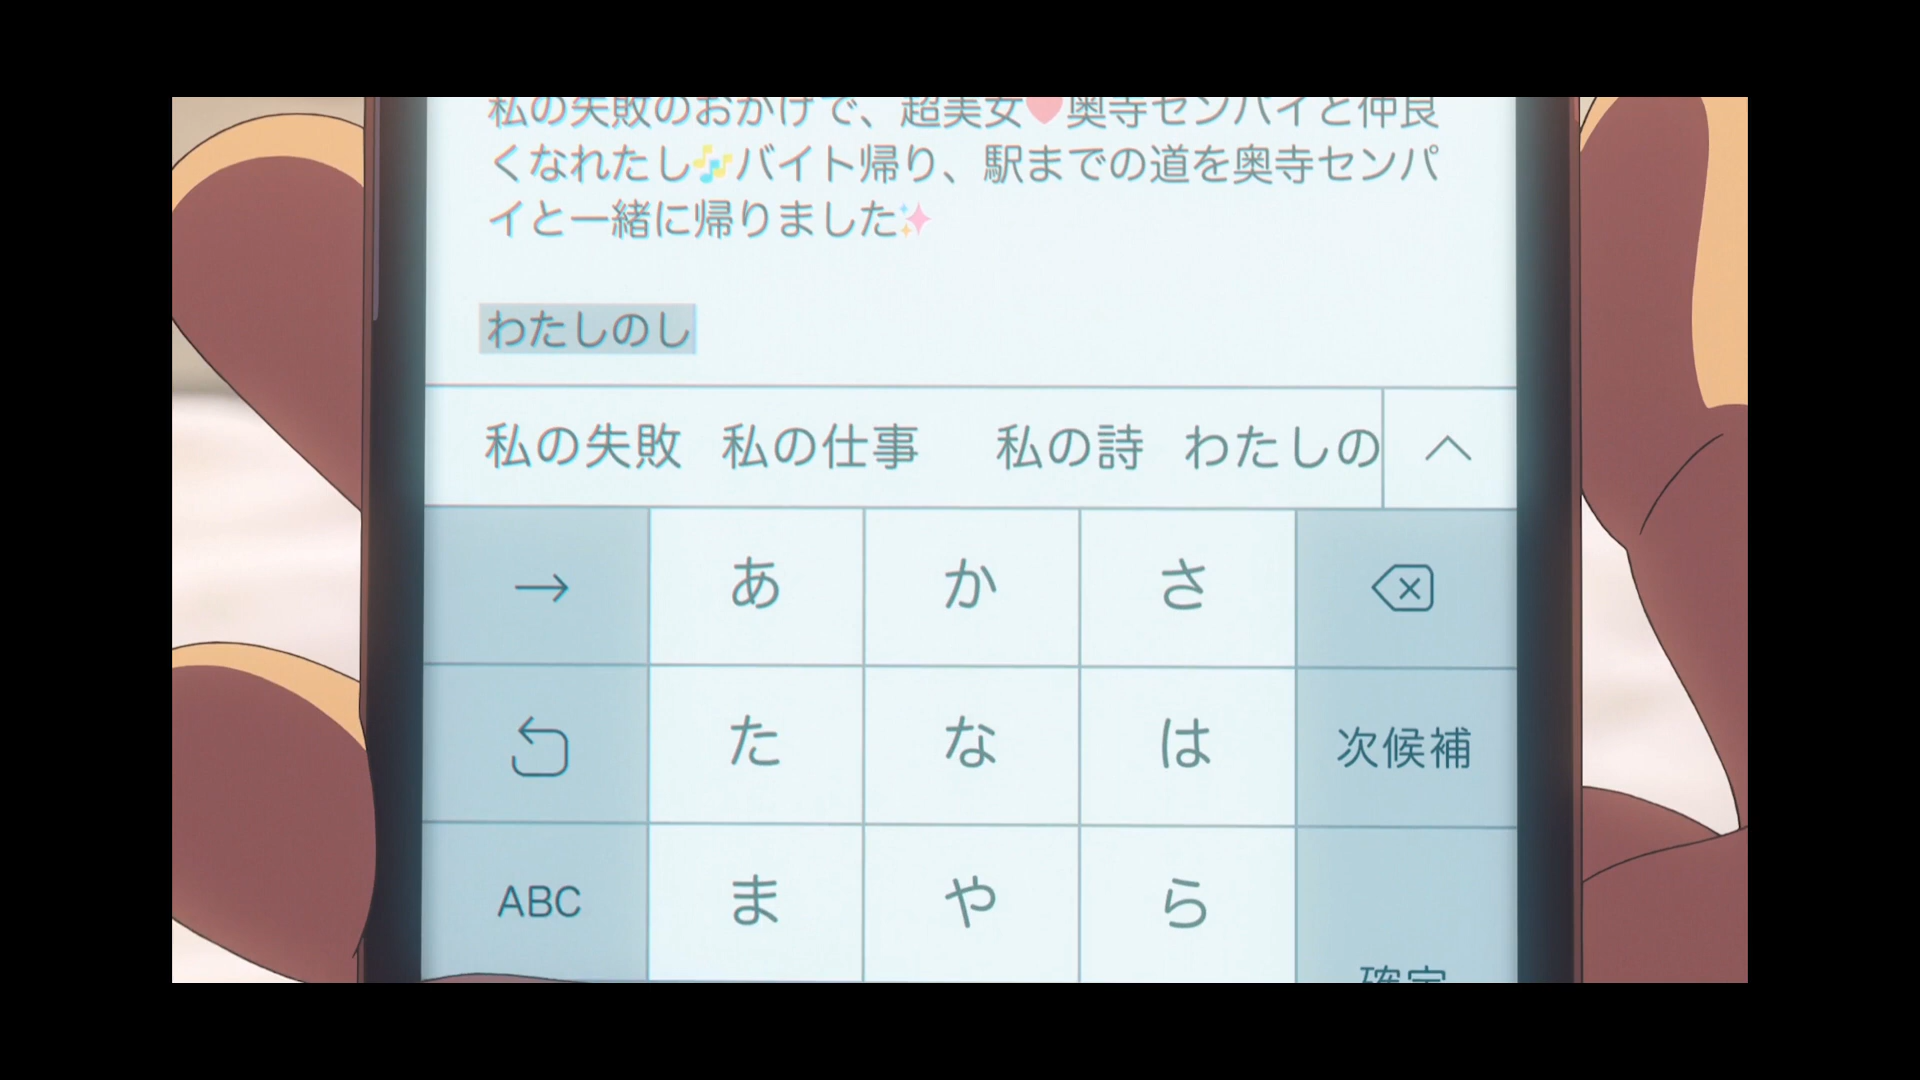 私の失敗のおかげで、超美女❤奥寺センパイと仲良
くなれたし🎶バイト帰り、駅までの道を奥寺センパ
イと一緒に帰りました✨
わたしのし
私の失敗 私の仕事 私の詩 わたしの
→ あ か さ
た な は 次候補
ABC ま や ら
確定